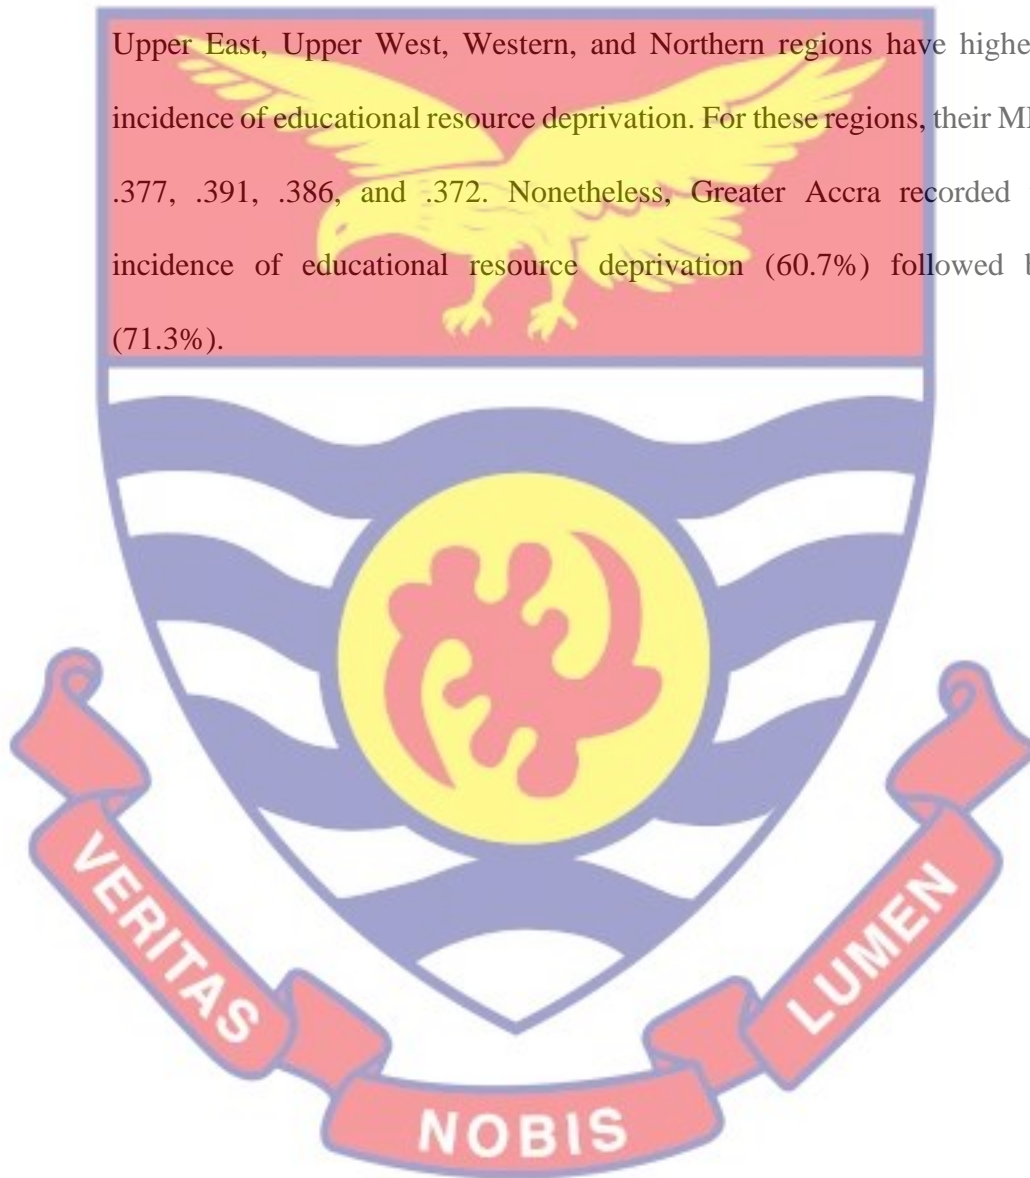 Upper East, Upper West, Western, and Northern regions have highe
incidence of educational resource deprivation. For these regions, their M
.377, .391, .386, and .372. Nonetheless, Greater Accra recorded
incidence of educational resource deprivation (60.7%) followed b
(71.3%).
VERITAS
NOBIS
LUMEN